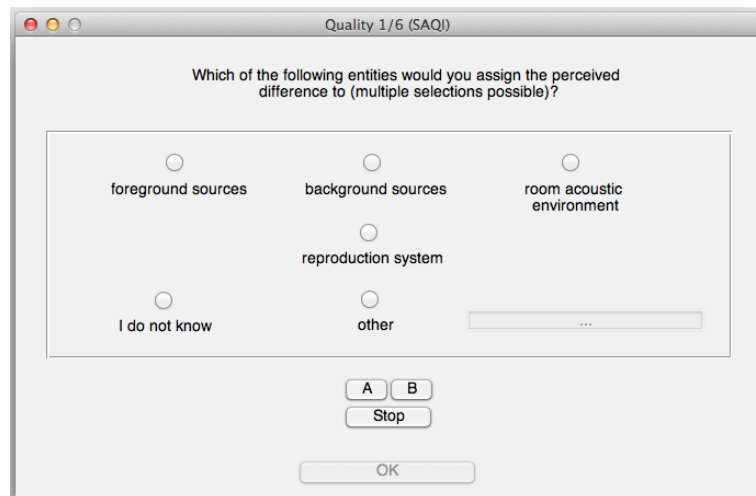 Quality 1/6 (SAQI)
Which of the following entities would you assign the perceived
difference to (multiple selections possible)?
foreground sources
background sources
room acoustic
environment
reproduction system
I do not know
other
...
A
B
Stop
OK